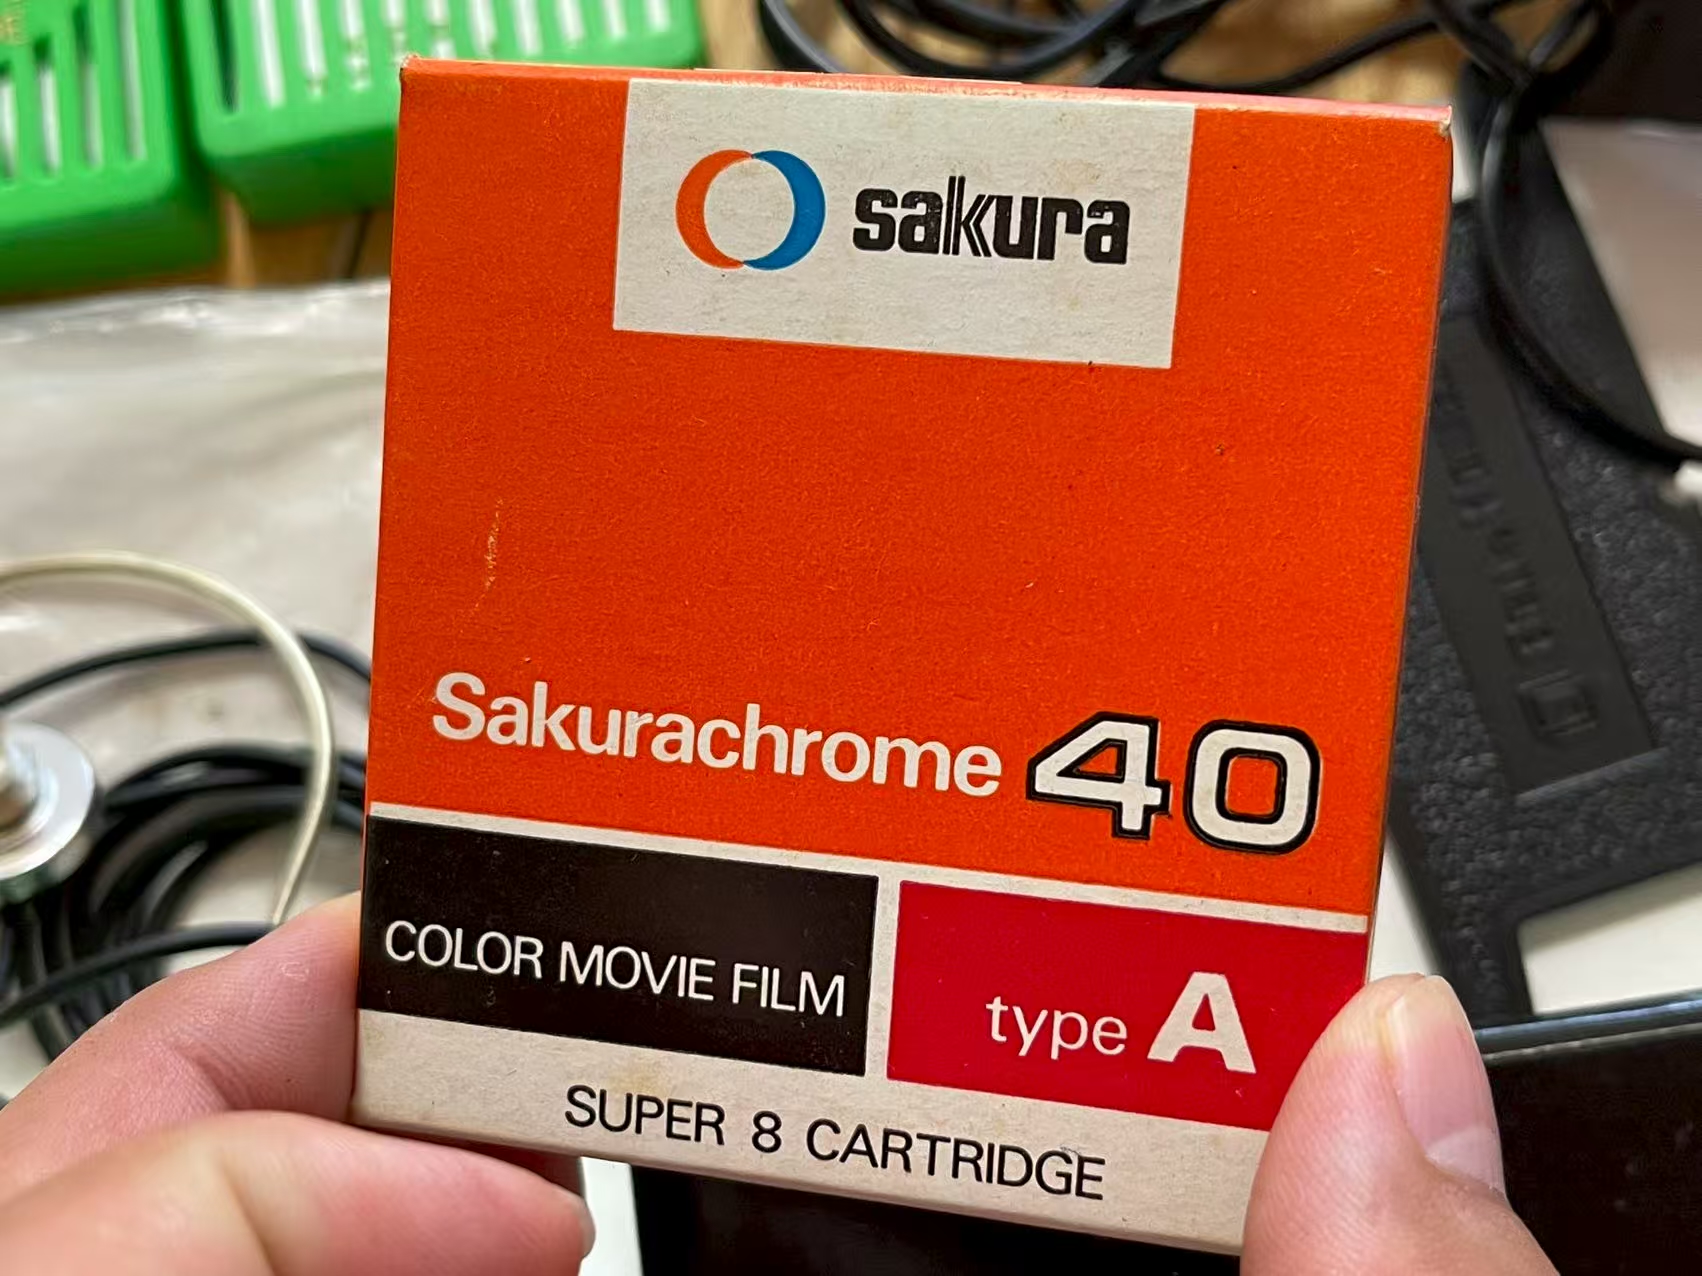 sakura
Sakurachrome 40
COLOR MOVIE FILM
type A
SUPER 8 CARTRIDGE